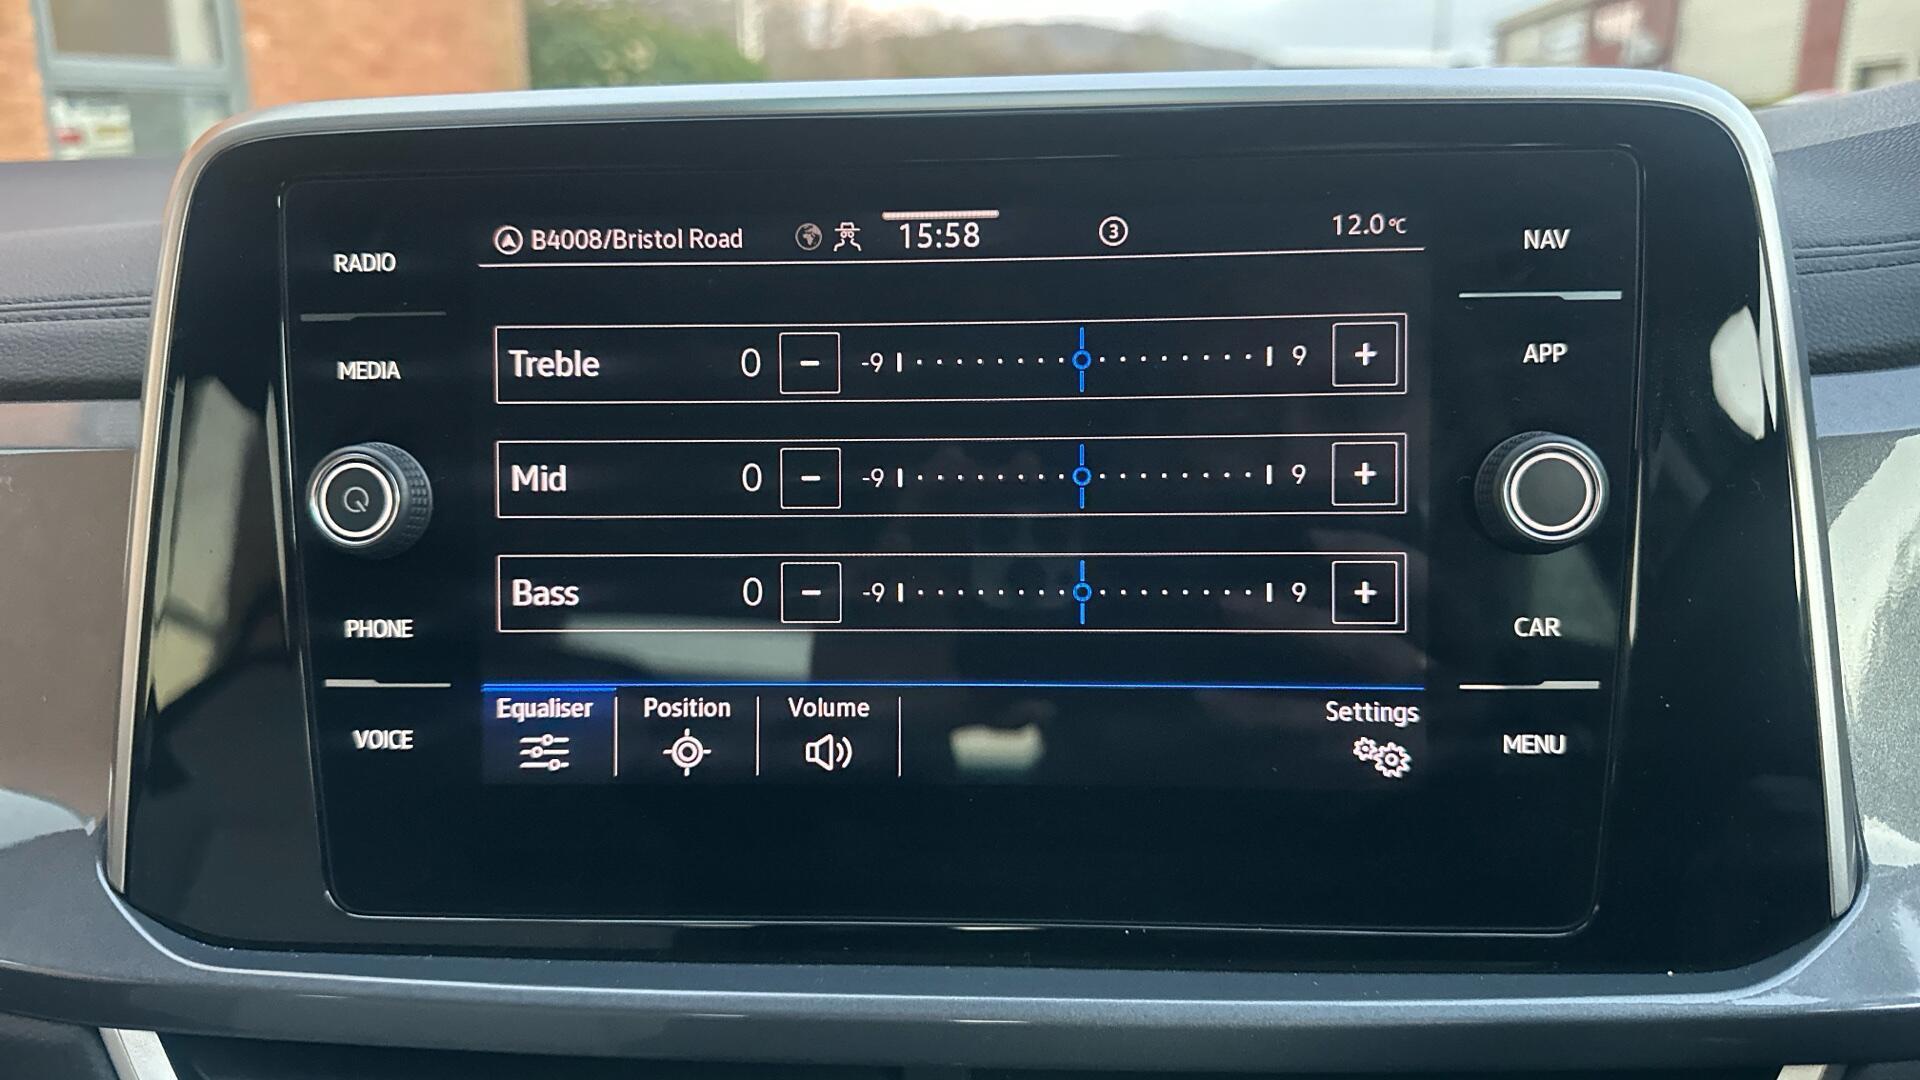 B4008/Bristol Road 15:58 3 12.0°C
RADIO
MEDIA
PHONE
VOICE
Treble 0 - -9 9 +
Mid 0 - -9 9 +
Bass 0 - -9 9 +
Equaliser Position Volume Settings
NAV
APP
CAR
MENU